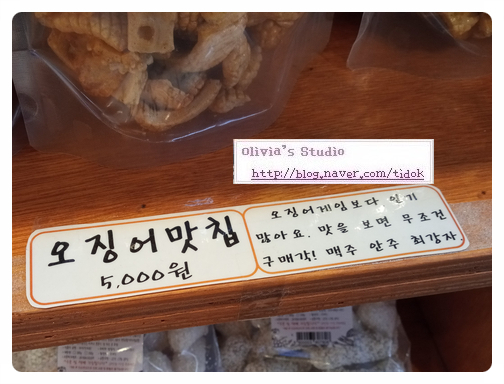 Olivia's Studio
http://blog.naver.com/tidok
오징어맛칩
5,000원
오징어게임보다 인기
많아요. 맛을 보면 무조건
구매각! 맥주 안주 최강자.